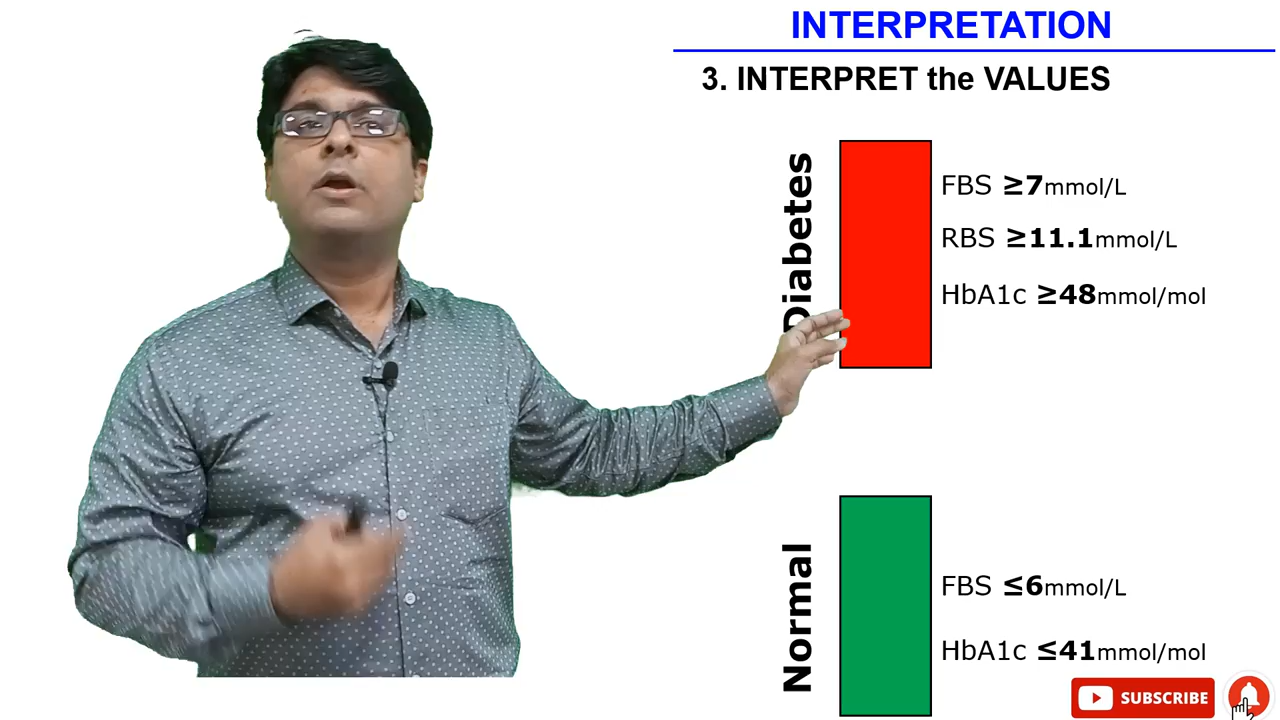 INTERPRETATION
3. INTERPRET the VALUES
Diabetes
FBS ≥7mmol/L
RBS ≥11.1mmol/L
HbA1c ≥48mmol/mol
Normal
FBS ≤6mmol/L
HbA1c ≤41mmol/mol
SUBSCRIBE